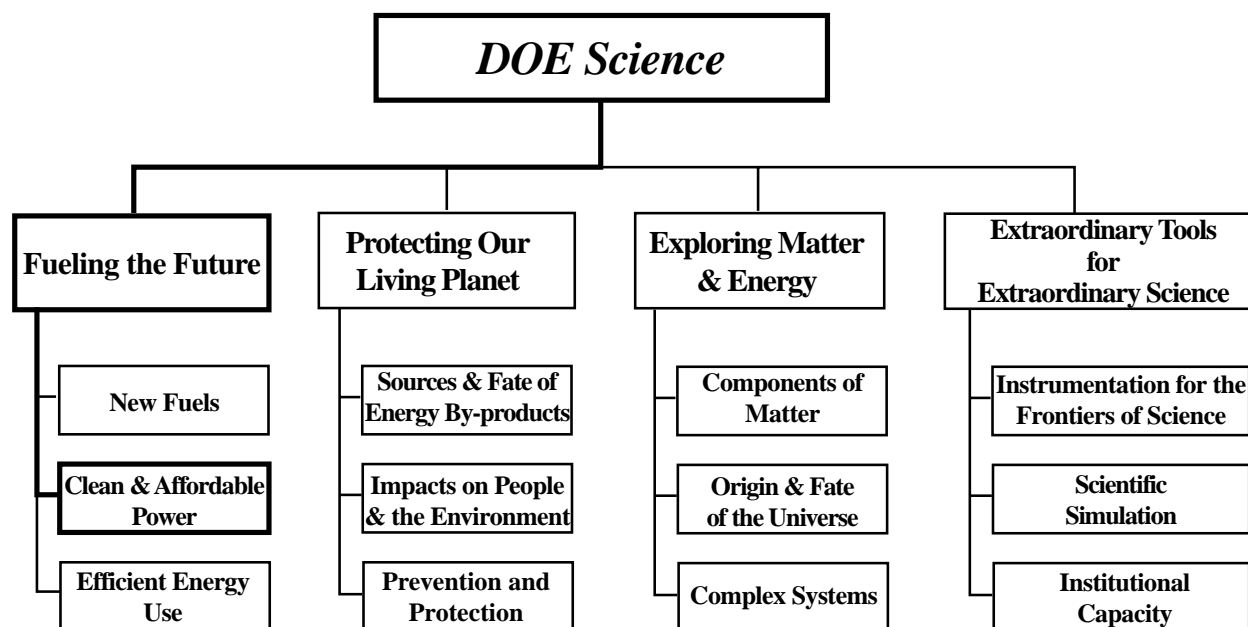 DOE Science
Fueling the Future
Protecting Our
Living Planet
Exploring Matter
& Energy
Extraordinary Tools
for
Extraordinary Science
New Fuels
Clean & Affordable
Power
Efficient Energy
Use
Sources & Fate of
Energy By-products
Impacts on People
& the Environment
Prevention and
Protection
Components of
Matter
Origin & Fate
of the Universe
Complex Systems
Instrumentation for the
Frontiers of Science
Scientific
Simulation
Institutional
Capacity